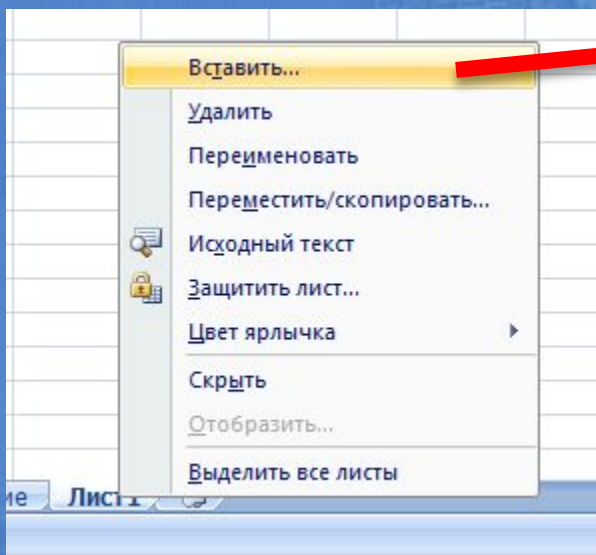 Вставить...
Удалить
Переименовать
Переместить/скопировать...
Исходный текст
Защитить лист...
Цвет ярлычка
Скрыть
Отобразить...
Выделить все листы
Лист1